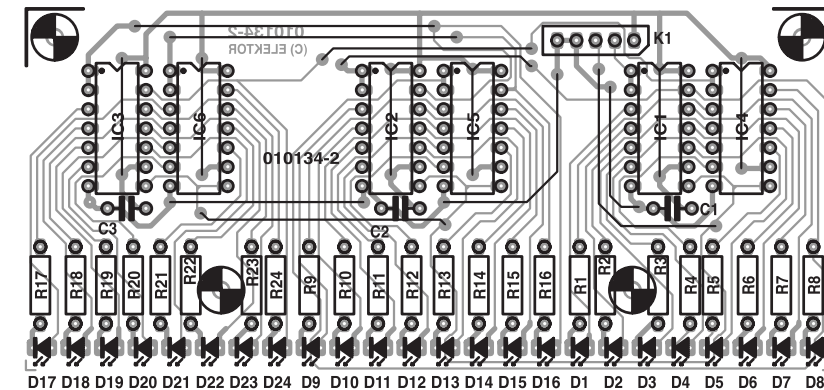 010134-2
(C) ELEKTOR
K1
IC3 IC6 IC2 IC5 IC1 IC4
010134-2
C3 C2 C1
R17 R18 R19 R20 R21 R22 R23 R24 R9 R10 R11 R12 R13 R14 R15 R16 R1 R2 R3 R4 R5 R6 R7 R8
D17 D18 D19 D20 D21 D22 D23 D24 D9 D10 D11 D12 D13 D14 D15 D16 D1 D2 D3 D4 D5 D6 D7 D8